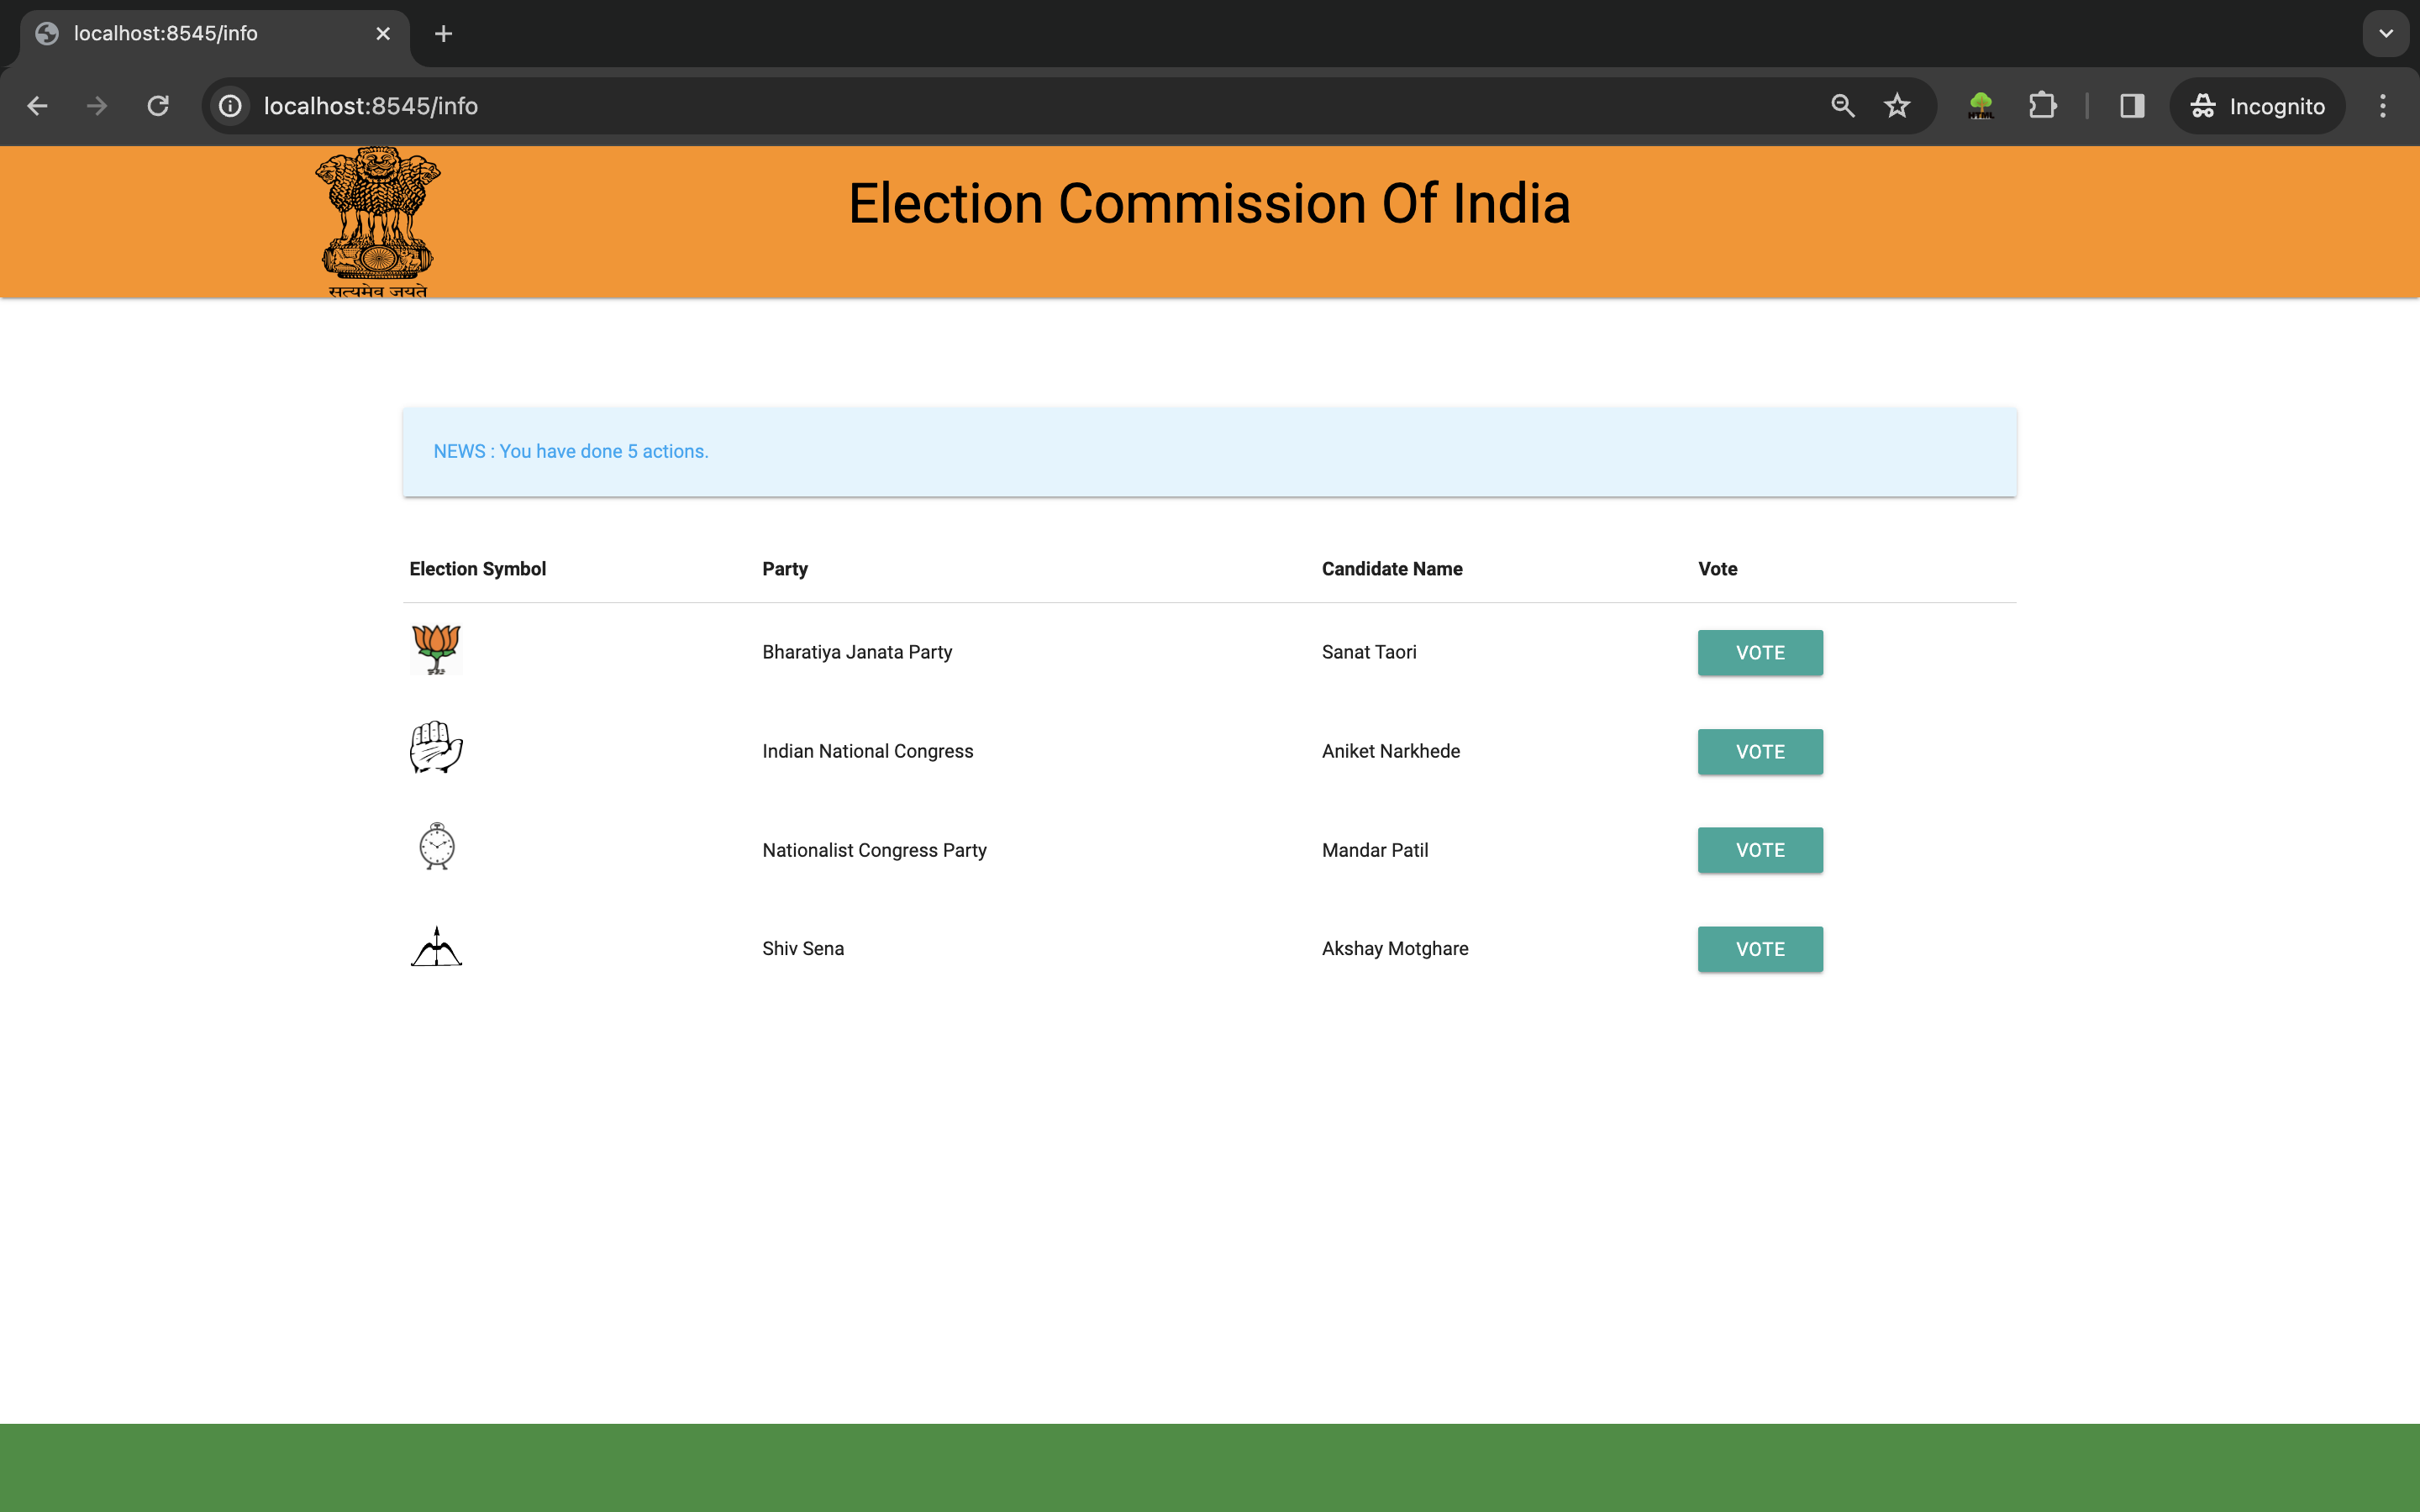 localhost:8545/info
localhost:8545/info
HTML
Incognito
सत्यमेव जयते
Election Commission Of India
NEWS : You have done 5 actions.
Election Symbol Party Candidate Name Vote
Bharatiya Janata Party Sanat Taori VOTE
Indian National Congress Aniket Narkhede VOTE
Nationalist Congress Party Mandar Patil VOTE
Shiv Sena Akshay Motghare VOTE